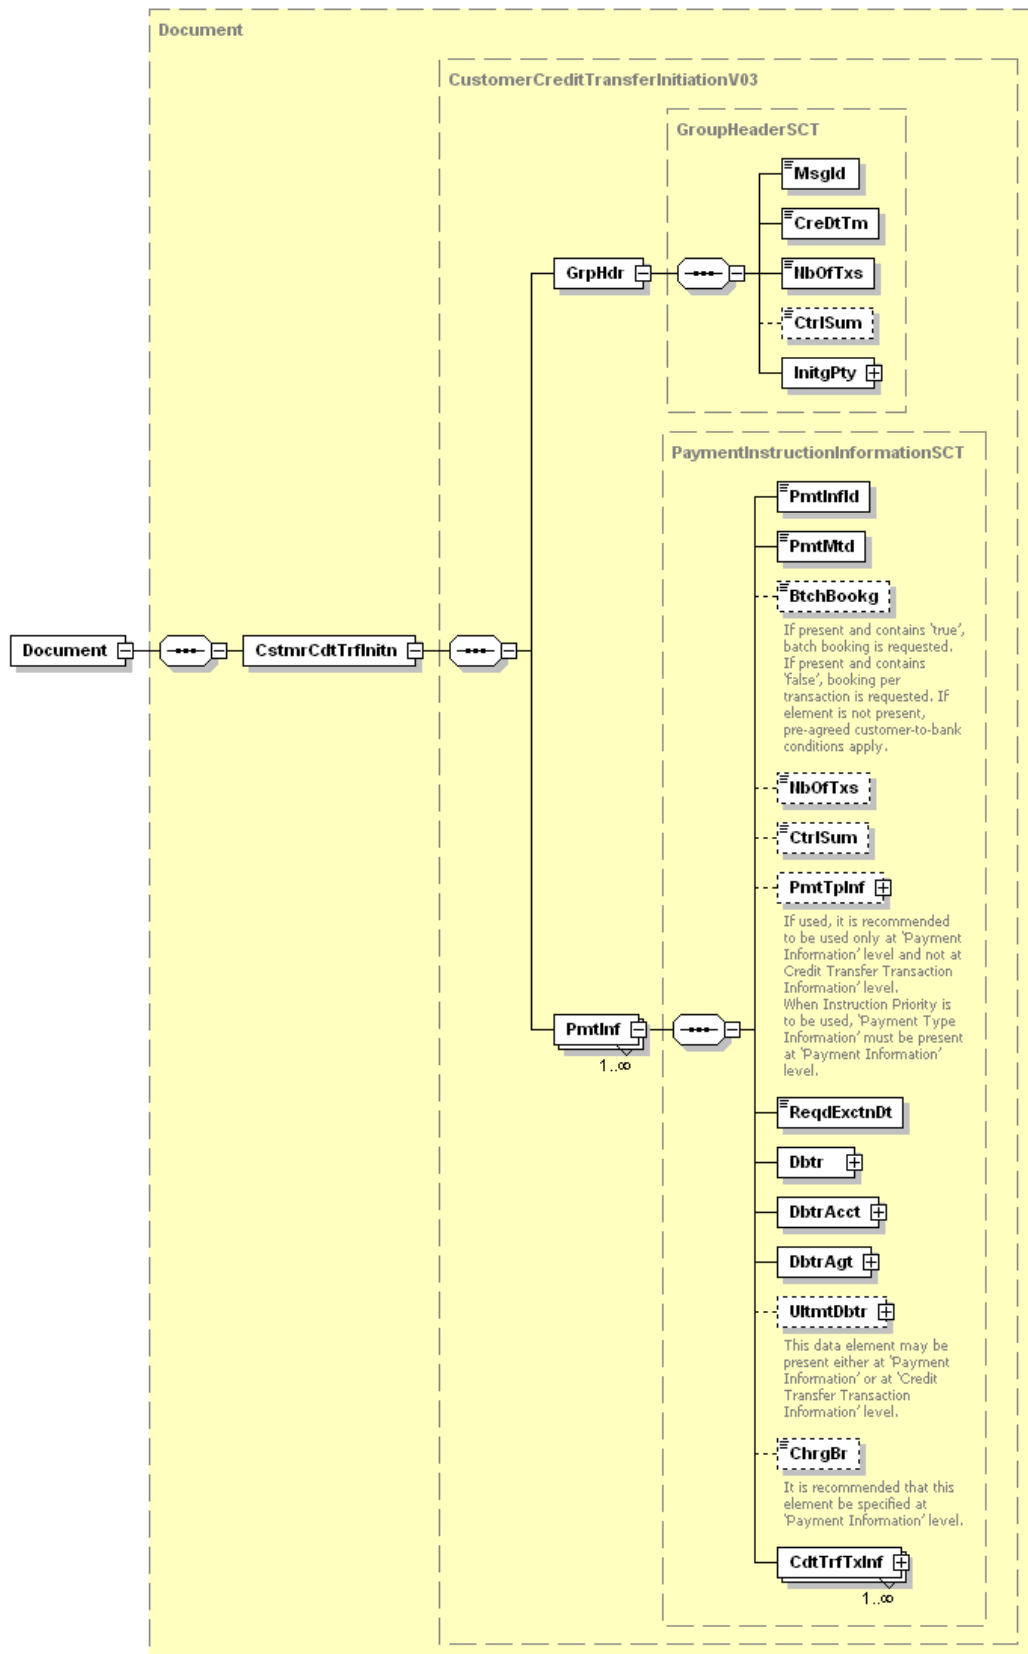 Document
CustomerCreditTransferInitiationV03
GroupHeaderSCT
MsgId
CreDtTm
GrpHdr
NbOfTxs
CtrlSum
InitgPty
PaymentInstructionInformationSCT
PmtInfId
PmtMtd
BtchBookg
If present and contains 'true',
batch booking is requested.
If present and contains
'false', booking per
transaction is requested. If
element is not present,
pre-agreed customer-to-bank
conditions apply.
Document
CstmrCdtTrfInitn
NbOfTxs
CtrlSum
PmtTpInf
If used, it is recommended
to be used only at 'Payment
Information' level and not at
Credit Transfer Transaction
Information' level.
When Instruction Priority is
to be used, 'Payment Type
Information' must be present
at 'Payment Information'
level.
PmtInf
1..∞
ReqdExctnDt
Dbtr
DbtrAcct
DbtrAgt
UltmtDbtr
This data element may be
present either at 'Payment
Information' or at 'Credit
Transfer Transaction
Information' level.
ChrgBr
It is recommended that this
element be specified at
'Payment Information' level.
CdtTrfTxInf
1..∞